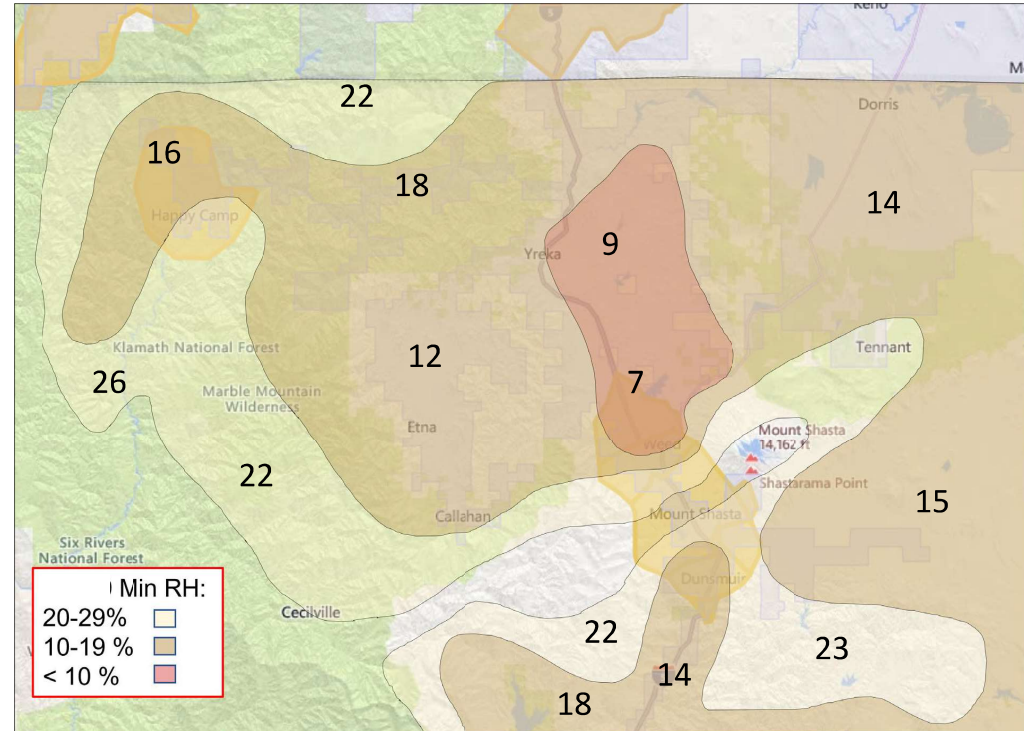 Keno
5
22
Dorris
16
18
14
Happy Camp
9
Yreka
Klamath National Forest
Tennant
12
26
7
Marble Mountain
Wilderness
Etna
Mount Shasta
14,162 ft
Weed
22
Shastarama Point
15
Callahan
Mount Shasta
Six Rivers
National Forest
Dunsmuir
Min RH:
20-29%
10-19 %
< 10 %
Cecilville
22
23
14
18